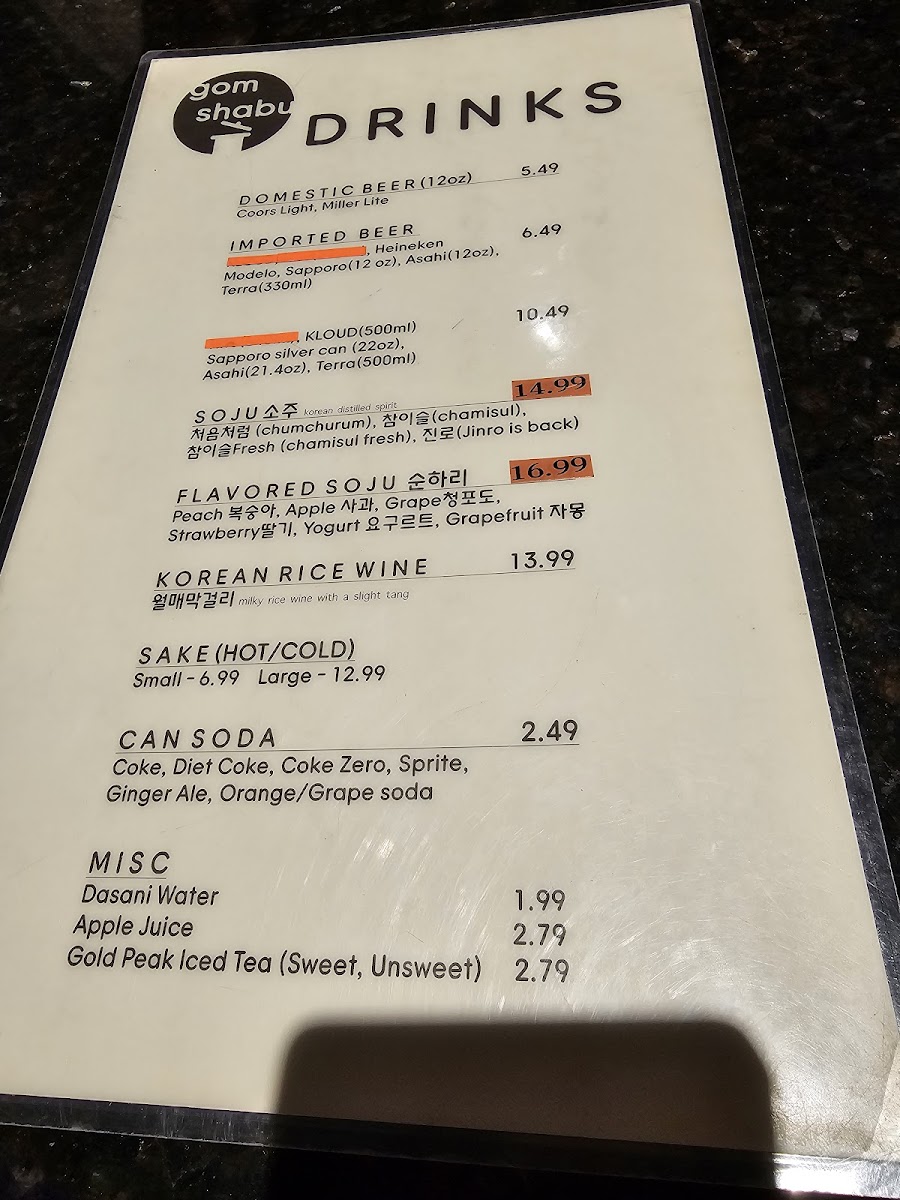 gom
shabu
DRINKS
DOMESTIC BEER (12oz) 5.49
Coors Light, Miller Lite
IMPORTED BEER 6.49
, Heineken
Modelo, Sapporo(12 oz), Asahi(12oz),
Terra(330ml)
10.49
, KLOUD(500ml)
Sapporo silver can (22oz),
Asahi(21.4oz), Terra(500ml)
14.99
SOJU 소주 korean distilled spirit
처음처럼 (chumchurum), 참이슬(chamisul),
참이슬Fresh (chamisul fresh), 진로(Jinro is back)
FLAVORED SOJU 순하리 16.99
Peach 복숭아, Apple 사과, Grape청포도,
Strawberry딸기, Yogurt 요구르트, Grapefruit 자몽
KOREAN RICE WINE 13.99
월매막걸리 milky rice wine with a slight tang
SAKE (HOT/COLD)
Small - 6.99 Large - 12.99
CAN SODA 2.49
Coke, Diet Coke, Coke Zero, Sprite,
Ginger Ale, Orange/Grape soda
MISC
Dasani Water 1.99
Apple Juice 2.79
Gold Peak Iced Tea (Sweet, Unsweet) 2.79